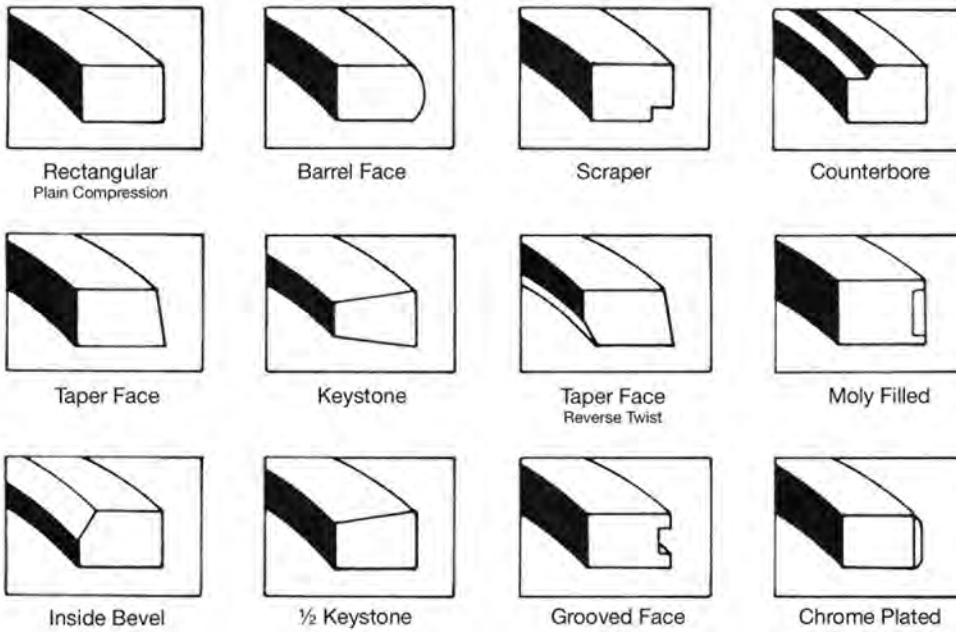 Rectangular
Plain Compression
Barrel Face
Scraper
Counterbore
Taper Face
Keystone
Taper Face
Reverse Twist
Moly Filled
Inside Bevel
½ Keystone
Grooved Face
Chrome Plated